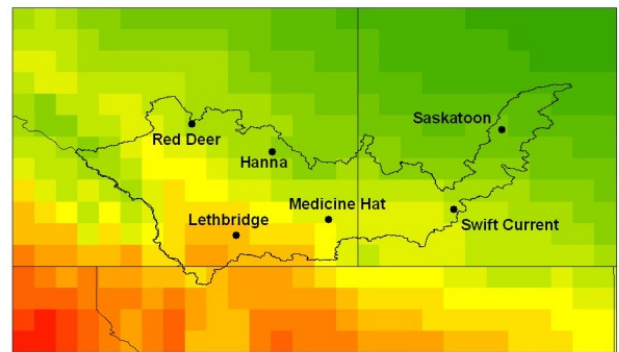 Saskatoon
Red Deer
Hanna
Medicine Hat
Lethbridge
Swift Current